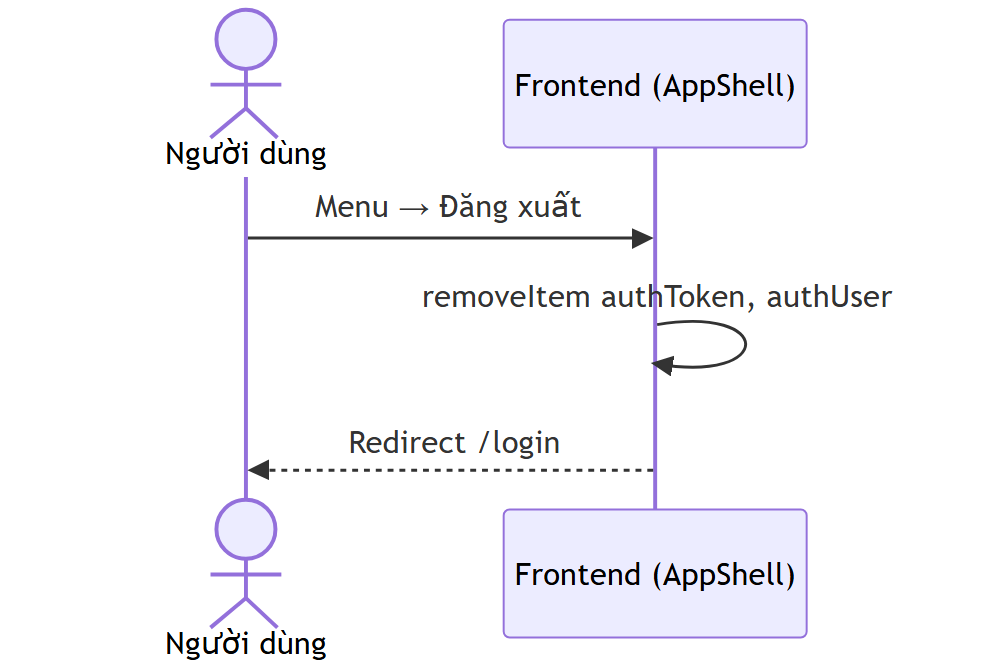 Người dùng
Frontend (AppShell)
Menu → Đăng xuất
removeItem authToken, authUser
Redirect /login
Người dùng
Frontend (AppShell)